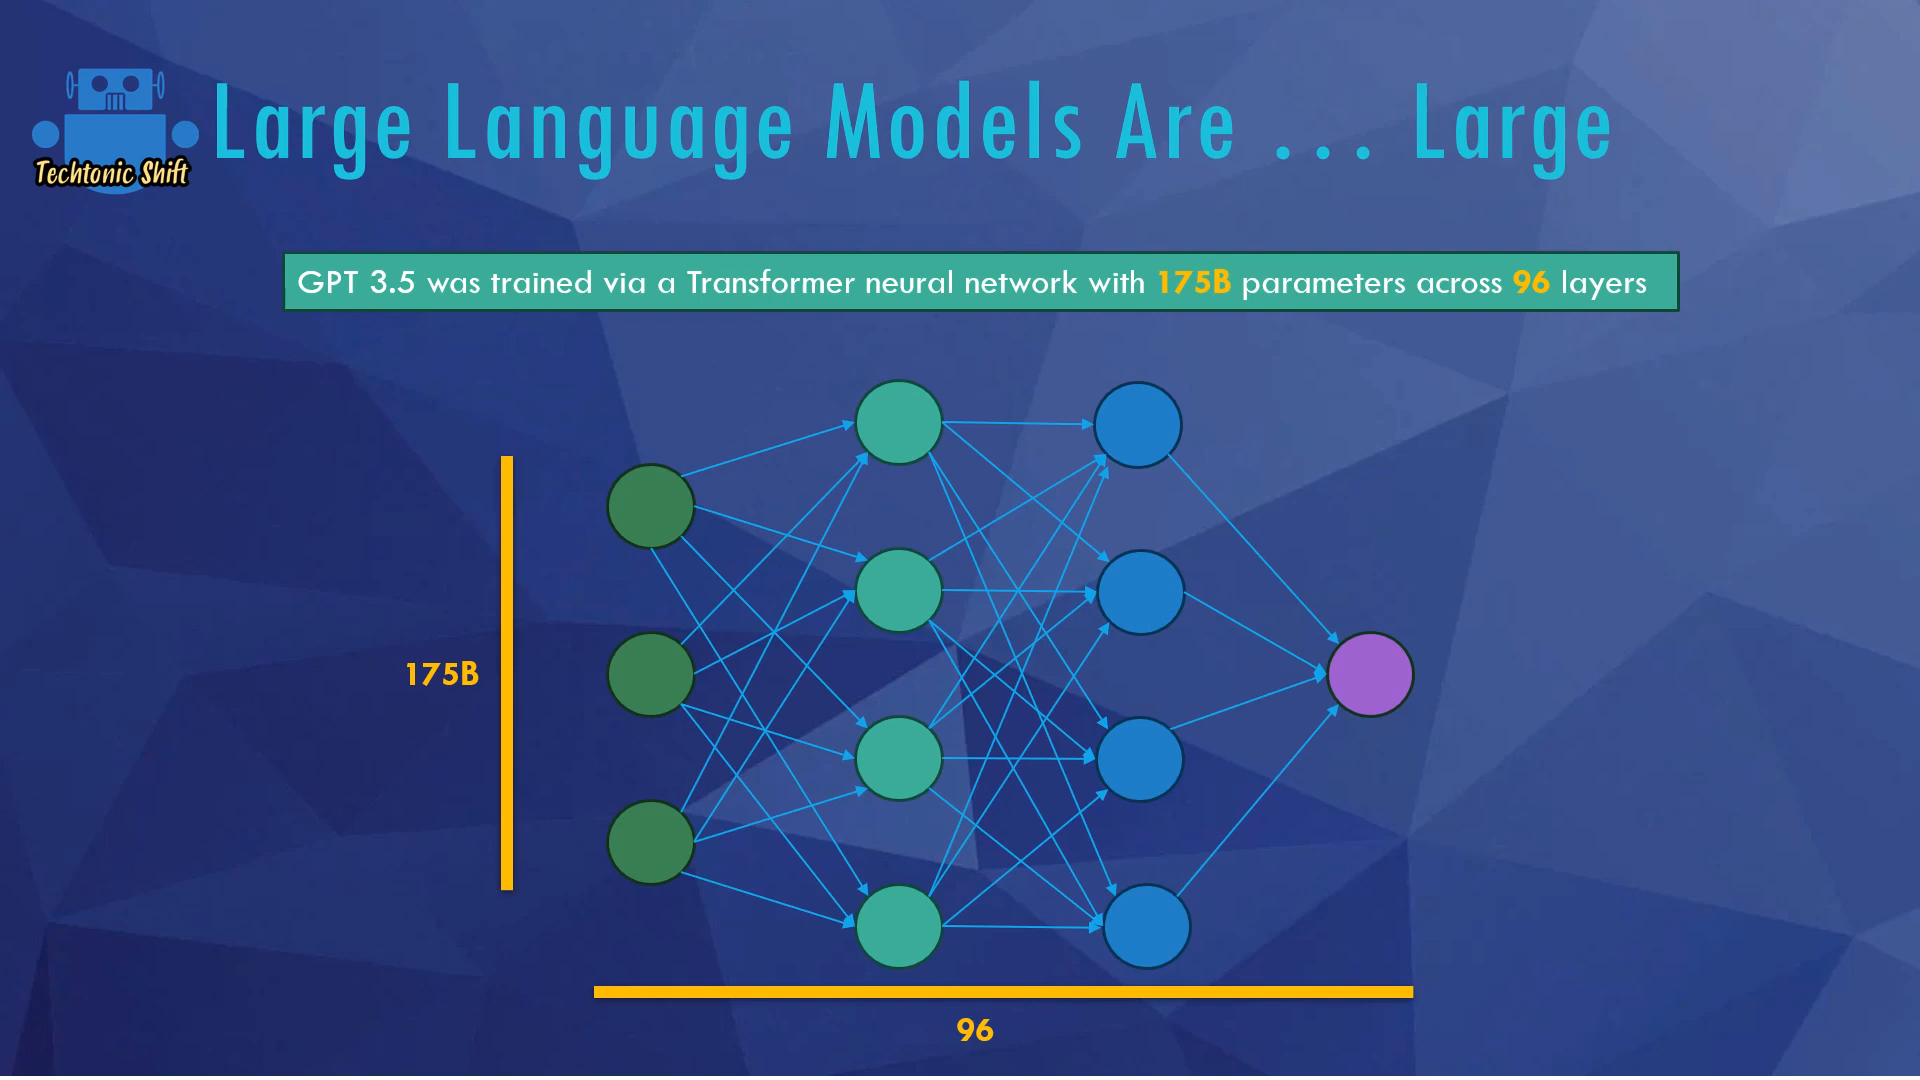 Large Language Models Are ... Large
Techtonic Shift
GPT 3.5 was trained via a Transformer neural network with 175B parameters across 96 layers
175B
96